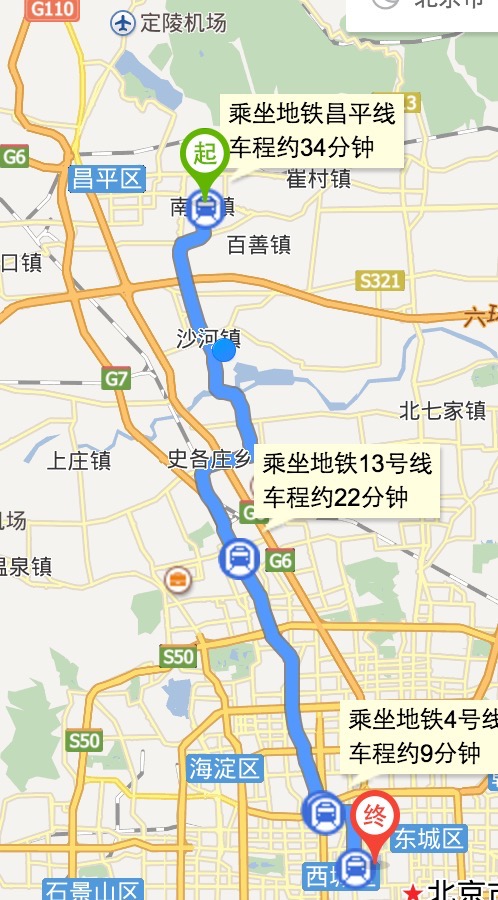 G110
北京市
定陵机场
乘坐地铁昌平线
车程约34分钟
起
G6
昌平区
崔村镇
百善镇
口镇
S321
六环
沙河镇
G7
北七家镇
上庄镇
史各庄乡
乘坐地铁13号线
车程约22分钟
机场
G6
温泉镇
S50
乘坐地铁4号线
车程约9分钟
S50
海淀区
终
东城区
石景山区
北京市